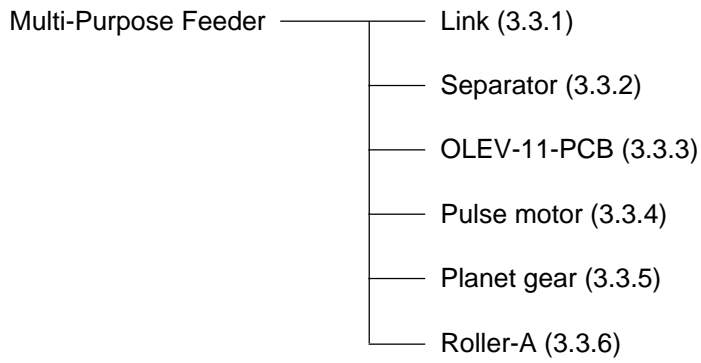 Multi-Purpose Feeder
Link (3.3.1)
Separator (3.3.2)
OLEV-11-PCB (3.3.3)
Pulse motor (3.3.4)
Planet gear (3.3.5)
Roller-A (3.3.6)